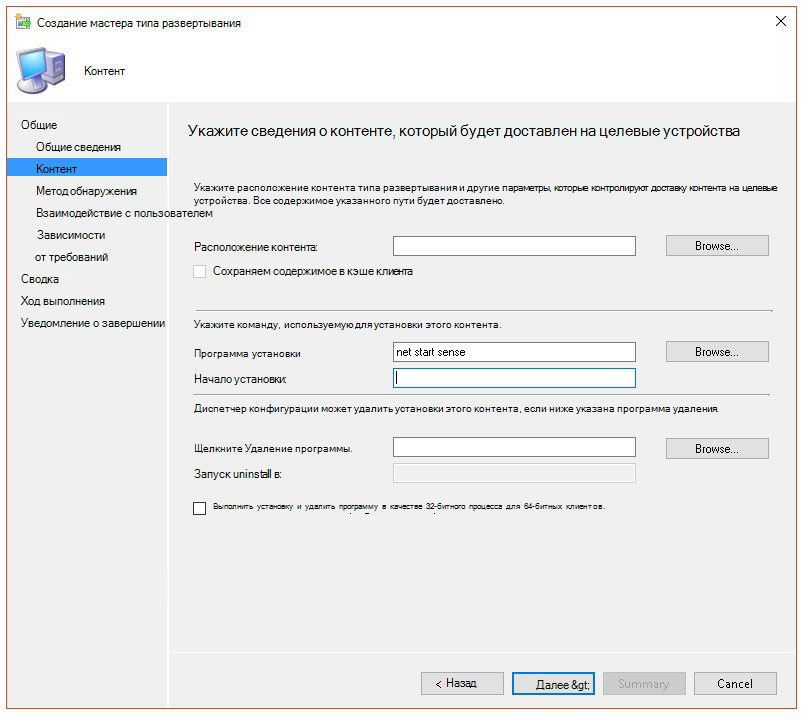 Создание мастера типа развертывания
Контент
Общие
Общие сведения
Контент
Метод обнаружения
Взаимодействие с пользователем
Зависимости
от требований
Сводка
Ход выполнения
Уведомление о завершении
Укажите сведения о контенте, который будет доставлен на целевые устройства
Укажите расположение контента типа развертывания и другие параметры, которые контролируют доставку контента на целевые
устройства. Все содержимое указанного пути будет доставлено.
Расположение контента:
Browse...
Сохраняем содержимое в кэше клиента
Укажите команду, используемую для установки этого контента.
Программа установки
net start sense
Browse...
Начало установки:
Диспетчер конфигурации может удалить установки этого контента, если ниже указана программа удаления.
Щелкните Удаление программы.
Browse...
Запуск uninstall в:
Выполнить установку и удалить программу в качестве 32-битного процесса для 64-битных клиентов.
< Назад
Далее &gt;
Summary
Cancel